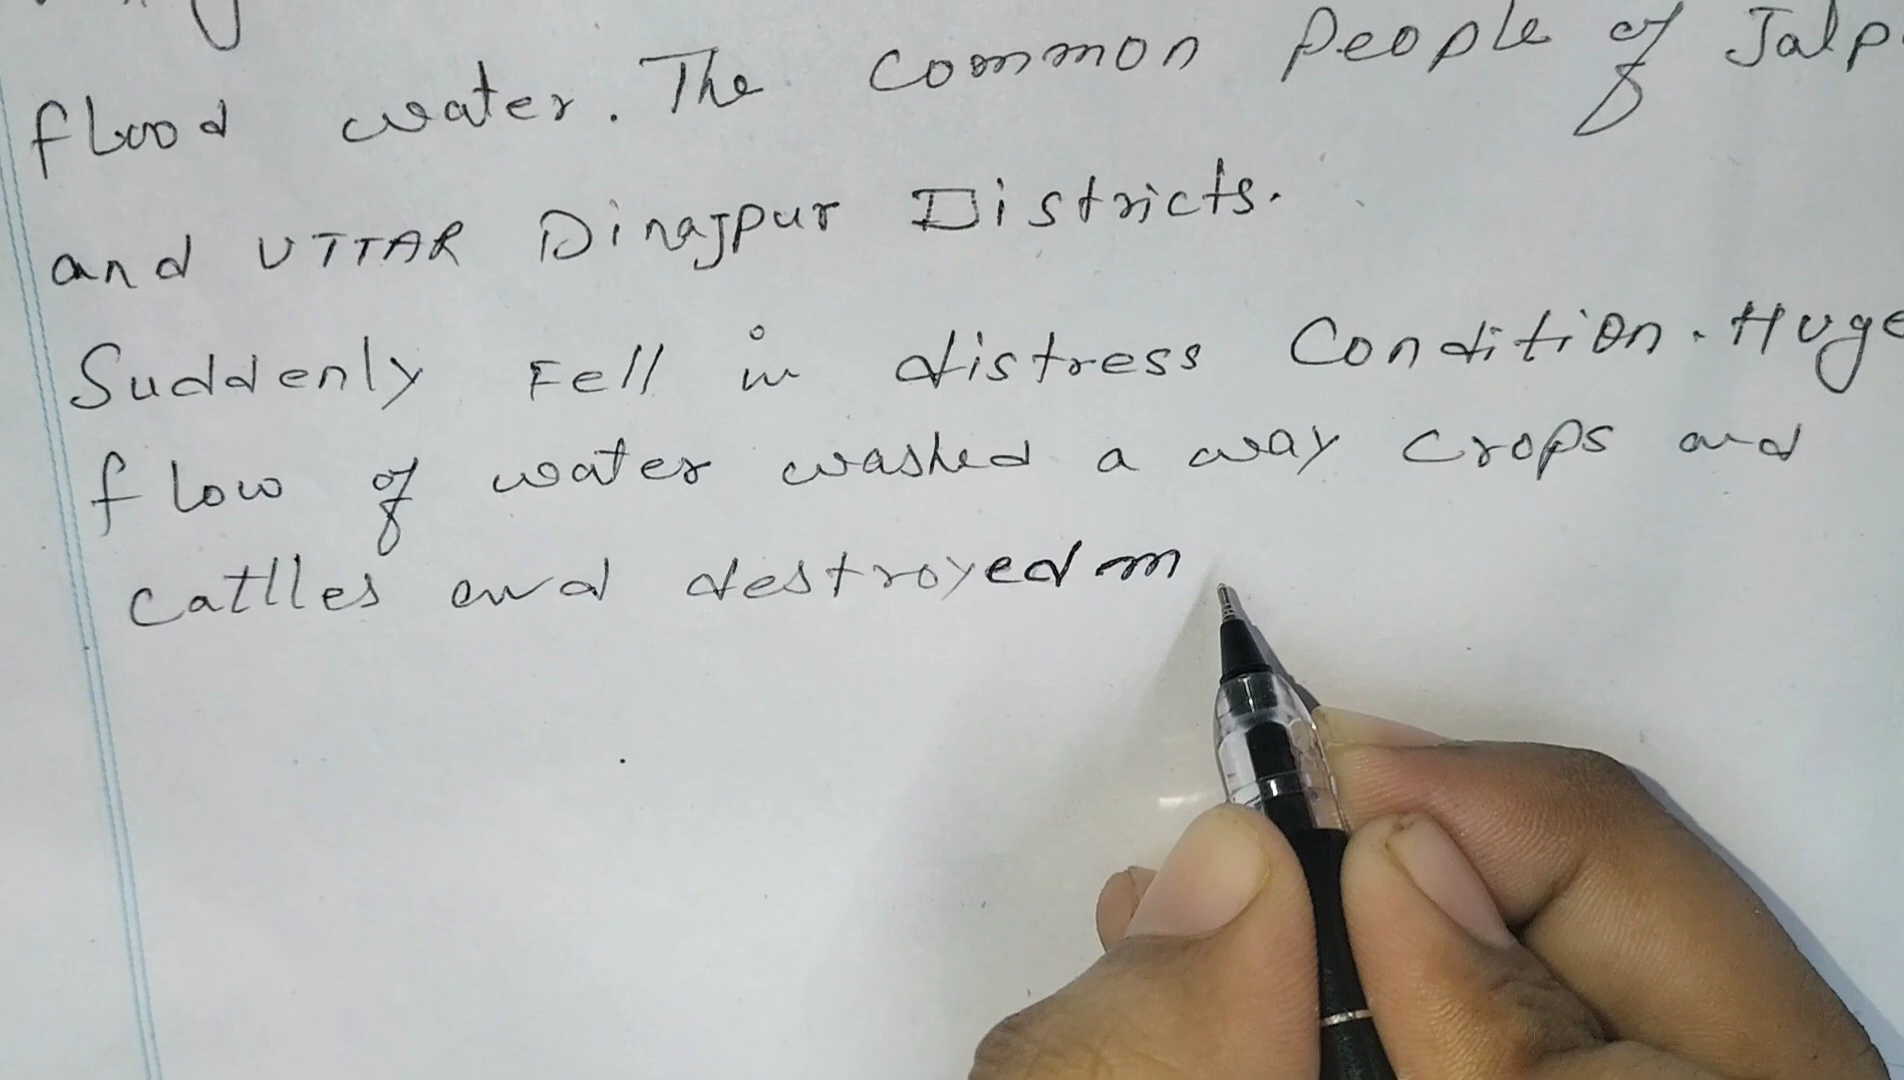 flood water. The common people of Jalp
and UTTAR Dinajpur Districts.
Suddenly Fell in distress Condition. Huge
flow of water washed a way crops and
catlles and destroyed m